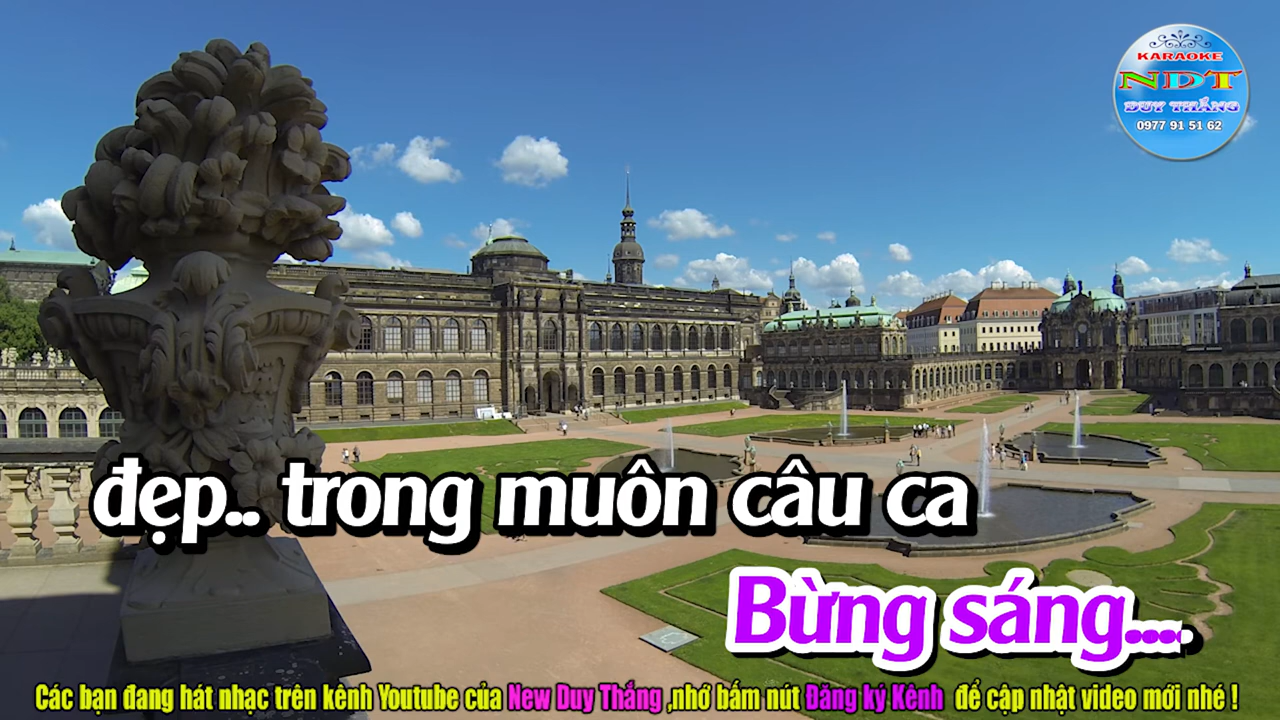 KARAOKE
NDT
DUY THẮNG
0977 91 51 62
đẹp.. trong muôn câu ca
Bừng sáng....
Các bạn đang hát nhạc trên kênh Youtube của New Duy Thắng ,nhớ bấm nút Đăng ký Kênh để cập nhật video mới nhé !